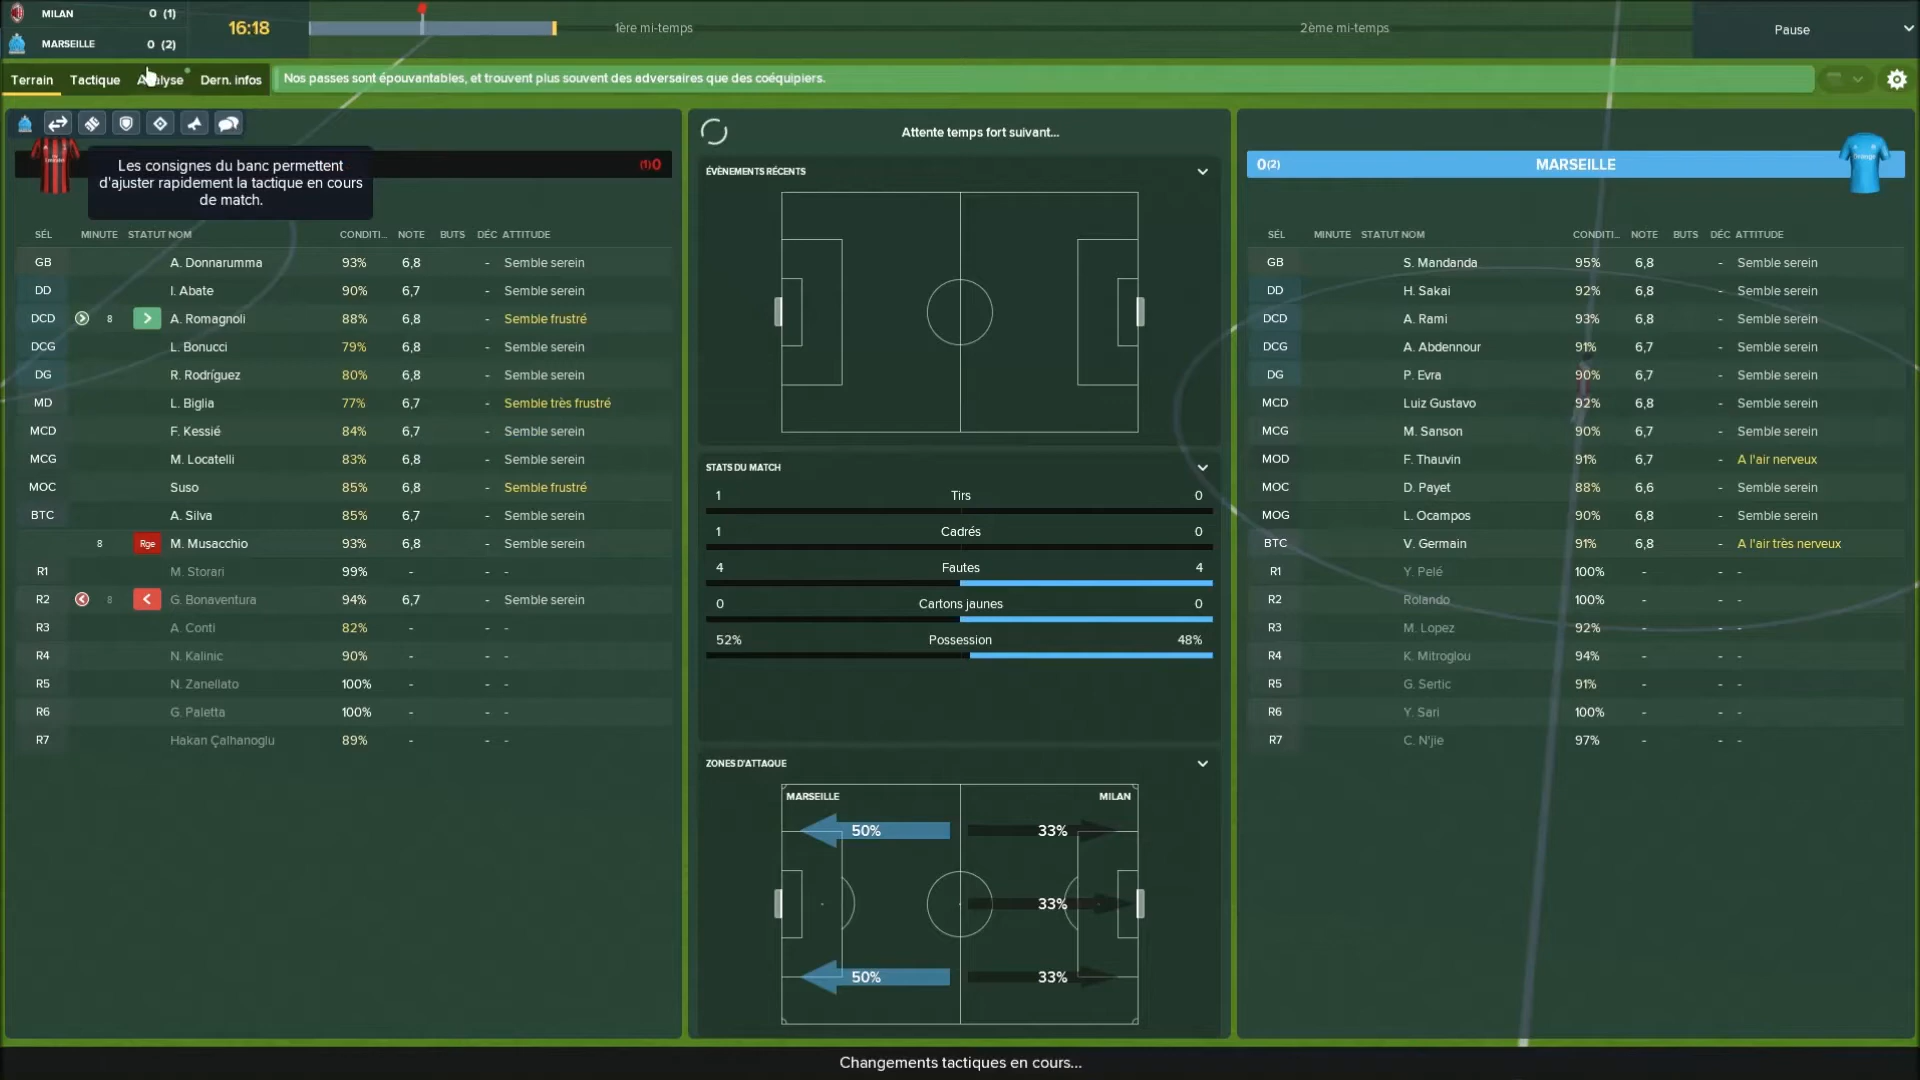 MILAN 0 (1)
MARSEILLE 0 (2)
16:18
1ère mi-temps
2ème mi-temps
Pause
Terrain Tactique Analyse Dern. infos
Nos passes sont épouvantables, et trouvent plus souvent des adversaires que des coéquipiers.
Les consignes du banc permettent
d'ajuster rapidement la tactique en cours
de match.
(1)0
SÉL MINUTE STATUT NOM CONDITI... NOTE BUTS DÉC ATTITUDE
GB A. Donnarumma 93% 6,8 - Semble serein
DD I. Abate 90% 6,7 - Semble serein
DCD 8 A. Romagnoli 88% 6,8 - Semble frustré
DCG L. Bonucci 79% 6,8 - Semble serein
DG R. Rodríguez 80% 6,8 - Semble serein
MD L. Biglia 77% 6,7 - Semble très frustré
MCD F. Kessié 84% 6,7 - Semble serein
MCG M. Locatelli 83% 6,8 - Semble serein
MOC Suso 85% 6,8 - Semble frustré
BTC A. Silva 85% 6,7 - Semble serein
8 Rge M. Musacchio 93% 6,8 - Semble serein
R1 M. Storari 99% - - -
R2 8 G. Bonaventura 94% 6,7 - Semble serein
R3 A. Conti 82% - - -
R4 N. Kalinic 90% - - -
R5 N. Zanellato 100% - - -
R6 G. Paletta 100% - - -
R7 Hakan Çalhanoglu 89% - - -
Attente temps fort suivant...
ÉVÈNEMENTS RÉCENTS
STATS DU MATCH
1 Tirs 0
1 Cadrés 0
4 Fautes 4
0 Cartons jaunes 0
52% Possession 48%
ZONES D'ATTAQUE
MARSEILLE MILAN
50% 33%
33%
50% 33%
0(2) MARSEILLE
SÉL MINUTE STATUT NOM CONDITI... NOTE BUTS DÉC ATTITUDE
GB S. Mandanda 95% 6,8 - Semble serein
DD H. Sakai 92% 6,8 - Semble serein
DCD A. Rami 93% 6,8 - Semble serein
DCG A. Abdennour 91% 6,7 - Semble serein
DG P. Evra 90% 6,7 - Semble serein
MCD Luiz Gustavo 92% 6,8 - Semble serein
MCG M. Sanson 90% 6,7 - Semble serein
MOD F. Thauvin 91% 6,7 - A l'air nerveux
MOC D. Payet 88% 6,6 - Semble serein
MOG L. Ocampos 90% 6,8 - Semble serein
BTC V. Germain 91% 6,8 - A l'air très nerveux
R1 Y. Pelé 100% - - -
R2 Rolando 100% - - -
R3 M. Lopez 92% - - -
R4 K. Mitroglou 94% - - -
R5 G. Sertic 91% - - -
R6 Y. Sari 100% - - -
R7 C. N'jie 97% - - -
Changements tactiques en cours...